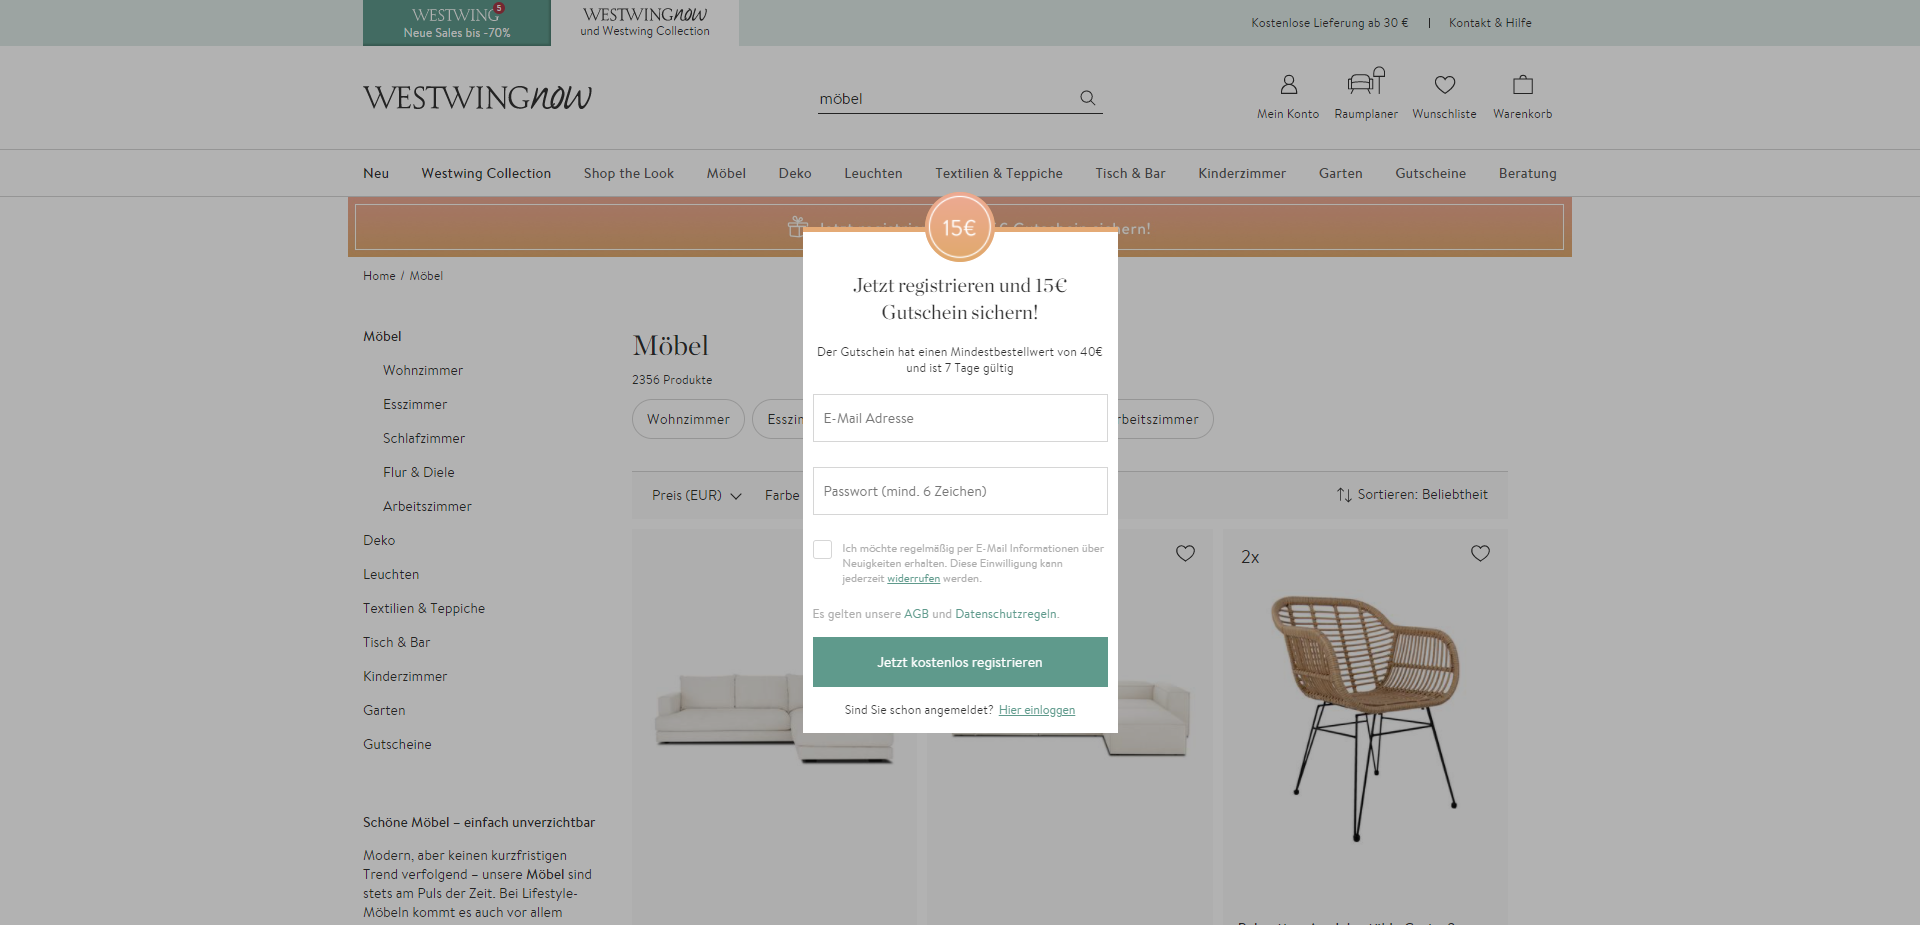 WESTWING 5
Neue Sales bis -70%
WESTWINGnow
und Westwing Collection
Kostenlose Lieferung ab 30 € | Kontakt & Hilfe
WESTWINGnow
möbel
Mein Konto Raumplaner Wunschliste Warenkorb
Neu Westwing Collection Shop the Look Möbel Deko Leuchten Textilien & Teppiche Tisch & Bar Kinderzimmer Garten Gutscheine Beratung
15€
Home / Möbel
Jetzt registrieren und 15€
Gutschein sichern!
Der Gutschein hat einen Mindestbestellwert von 40€
und ist 7 Tage gültig
E-Mail Adresse
Passwort (mind. 6 Zeichen)
Ich möchte regelmäßig per E-Mail Informationen über
Neuigkeiten erhalten. Diese Einwilligung kann
jederzeit widerrufen werden.
Es gelten unsere AGB und Datenschutzregeln.
Jetzt kostenlos registrieren
Sind Sie schon angemeldet? Hier einloggen
Möbel
Wohnzimmer
Esszimmer
Schlafzimmer
Flur & Diele
Arbeitszimmer
Deko
Leuchten
Textilien & Teppiche
Tisch & Bar
Kinderzimmer
Garten
Gutscheine
Schöne Möbel – einfach unverzichtbar
Modern, aber keinen kurzfristigen
Trend verfolgend – unsere Möbel sind
stets am Puls der Zeit. Bei Lifestyle-
Möbeln kommt es auch vor allem
Möbel
2356 Produkte
Wohnzimmer
Preis (EUR) Farbe
Sortieren: Beliebtheit
2x